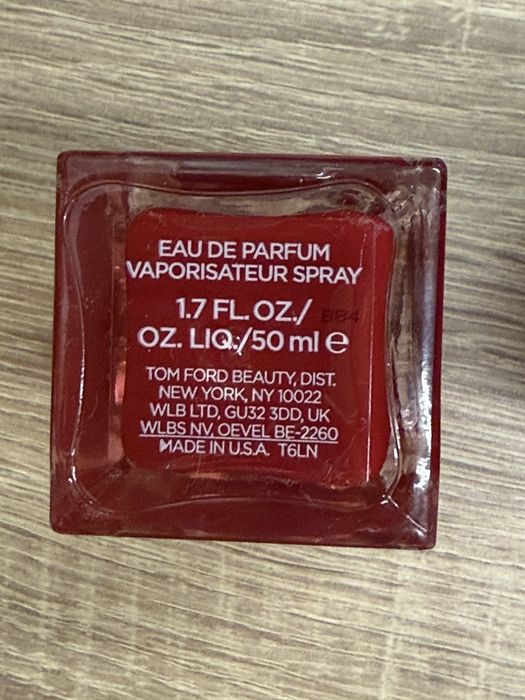 EAU DE PARFUM
VAPORISATEUR SPRAY
1.7 FL. OZ./
OZ. LIQ./50 ml ℮
B84
TOM FORD BEAUTY, DIST.
NEW YORK, NY 10022
WLB LTD, GU32 3DD, UK
WLBS NV, OEVEL BE-2260
MADE IN U.S.A. T6LN